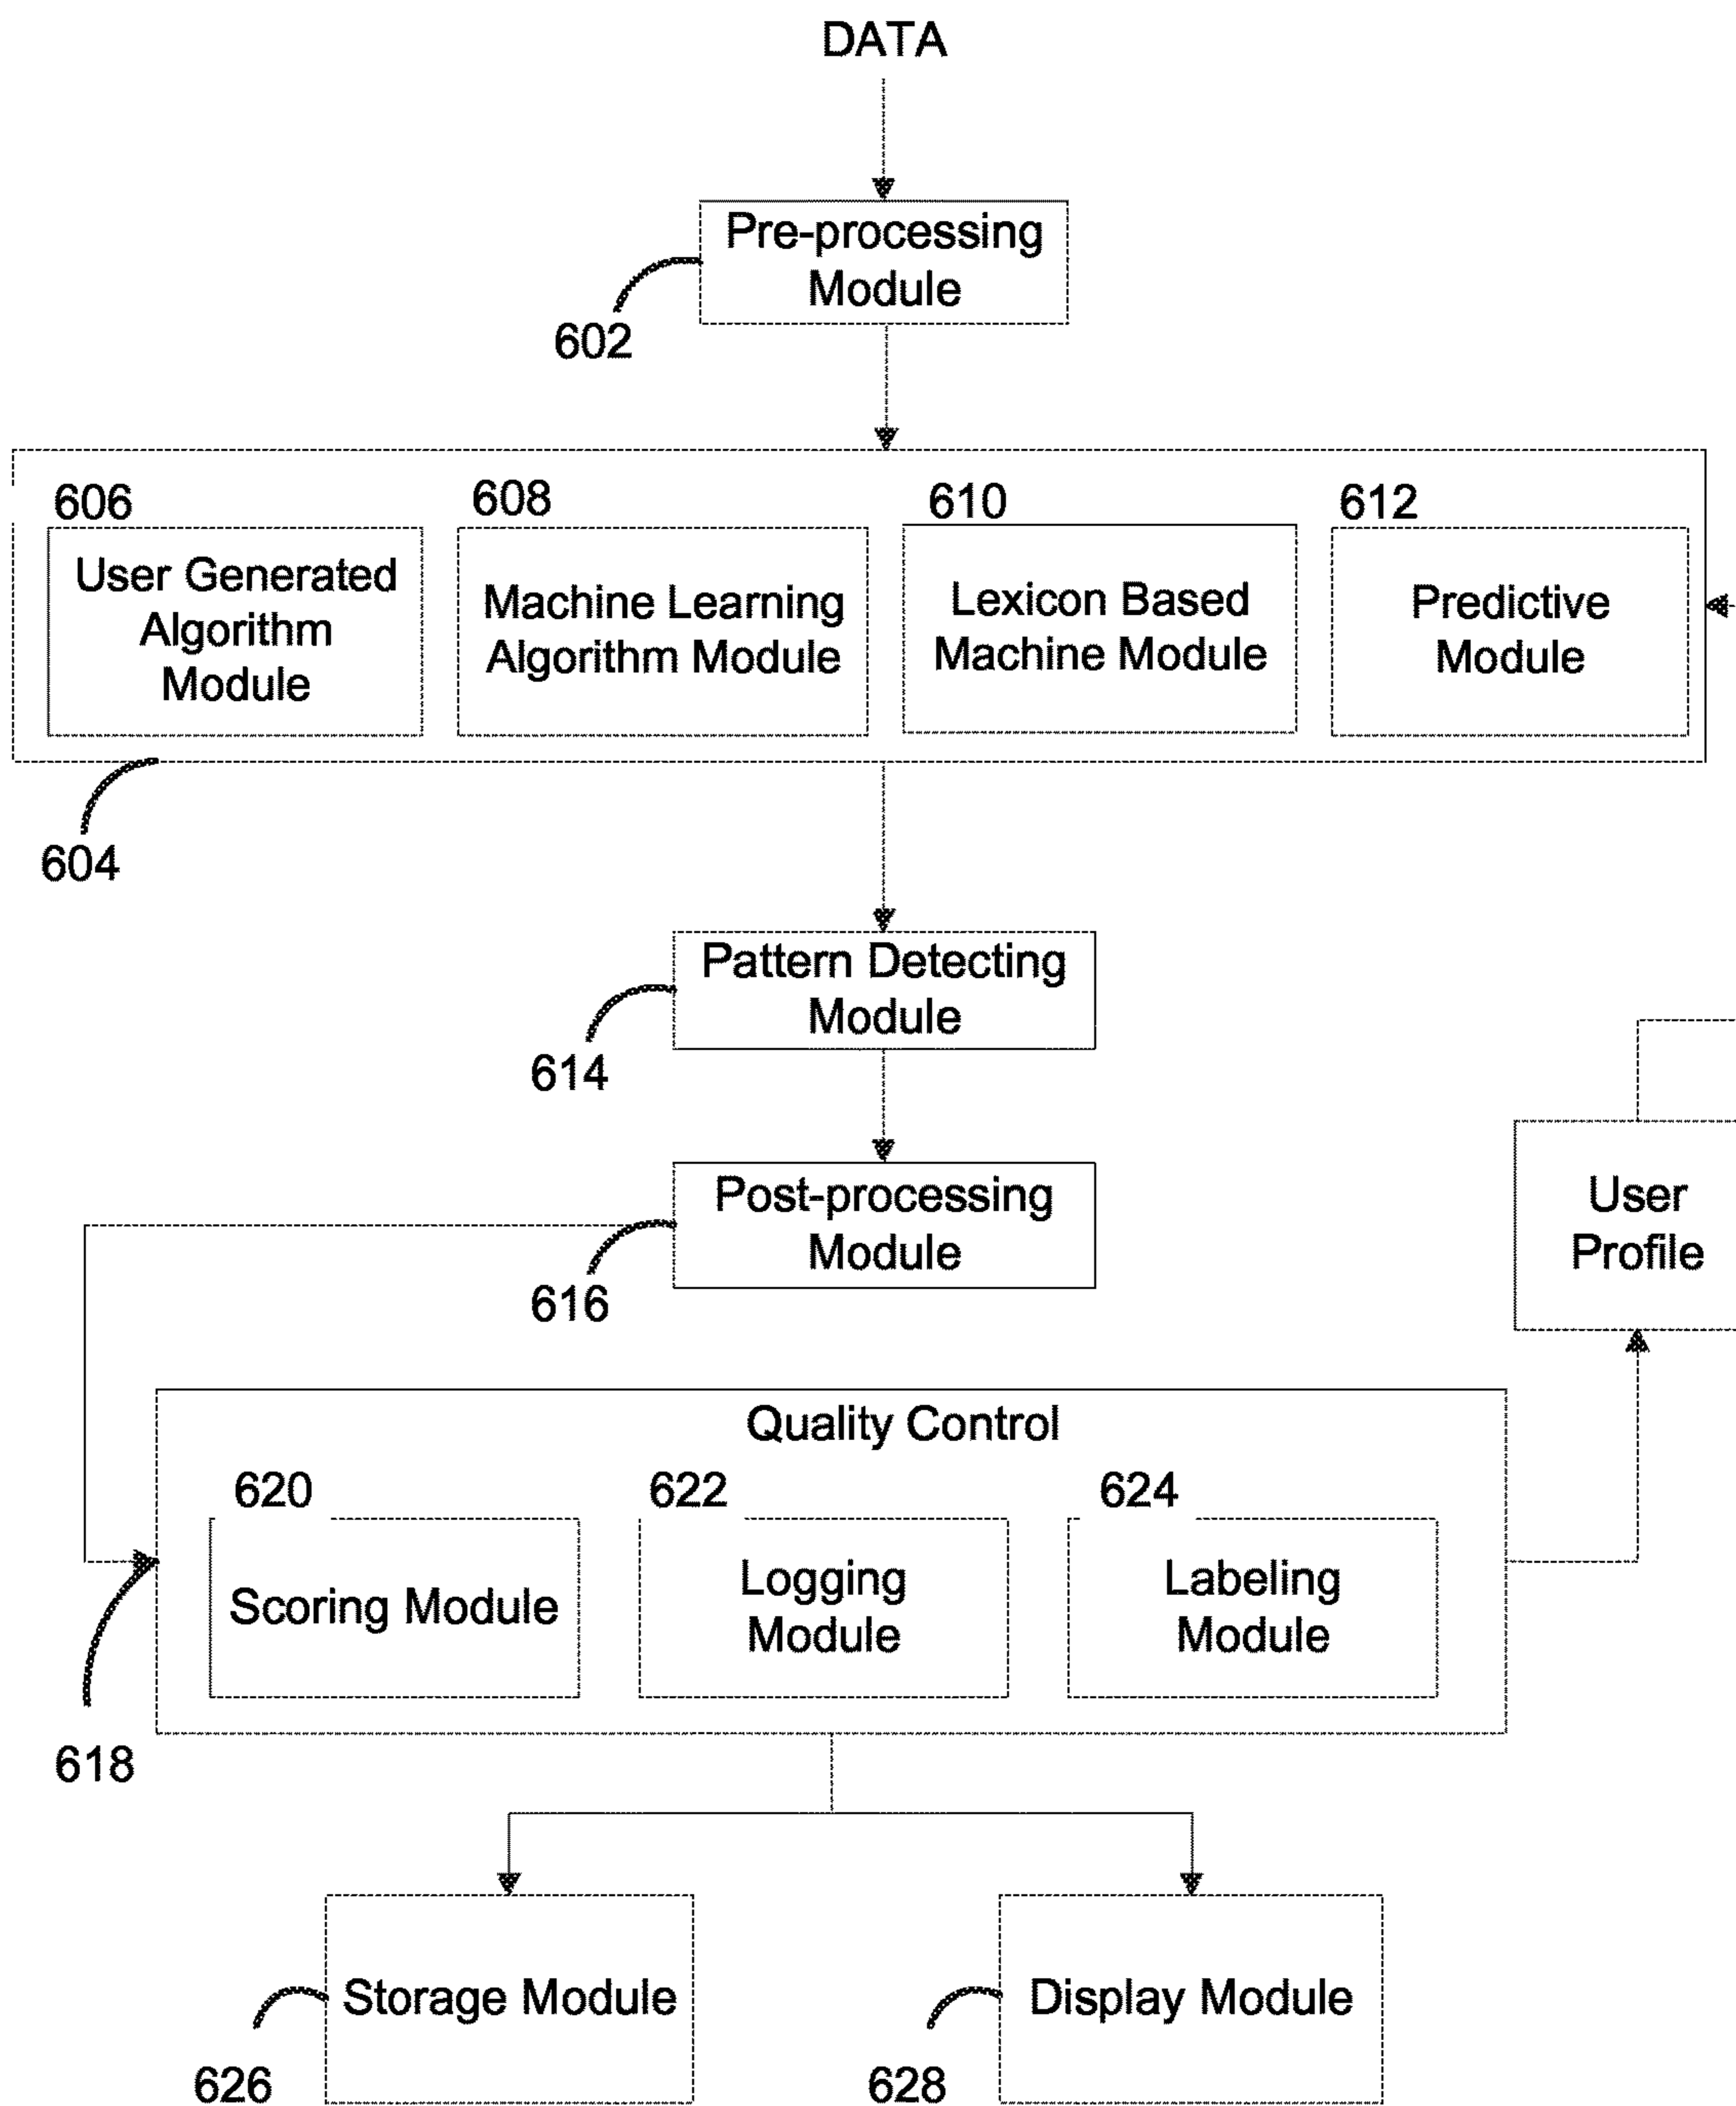 DATA
Pre-processing
Module
602
606
User Generated
Algorithm
Module
608
Machine Learning
Algorithm Module
610
Lexicon Based
Machine Module
612
Predictive
Module
604
Pattern Detecting
Module
614
Post-processing
Module
616
User
Profile
Quality Control
620
Scoring Module
622
Logging
Module
624
Labeling
Module
618
Storage Module
626
Display Module
628